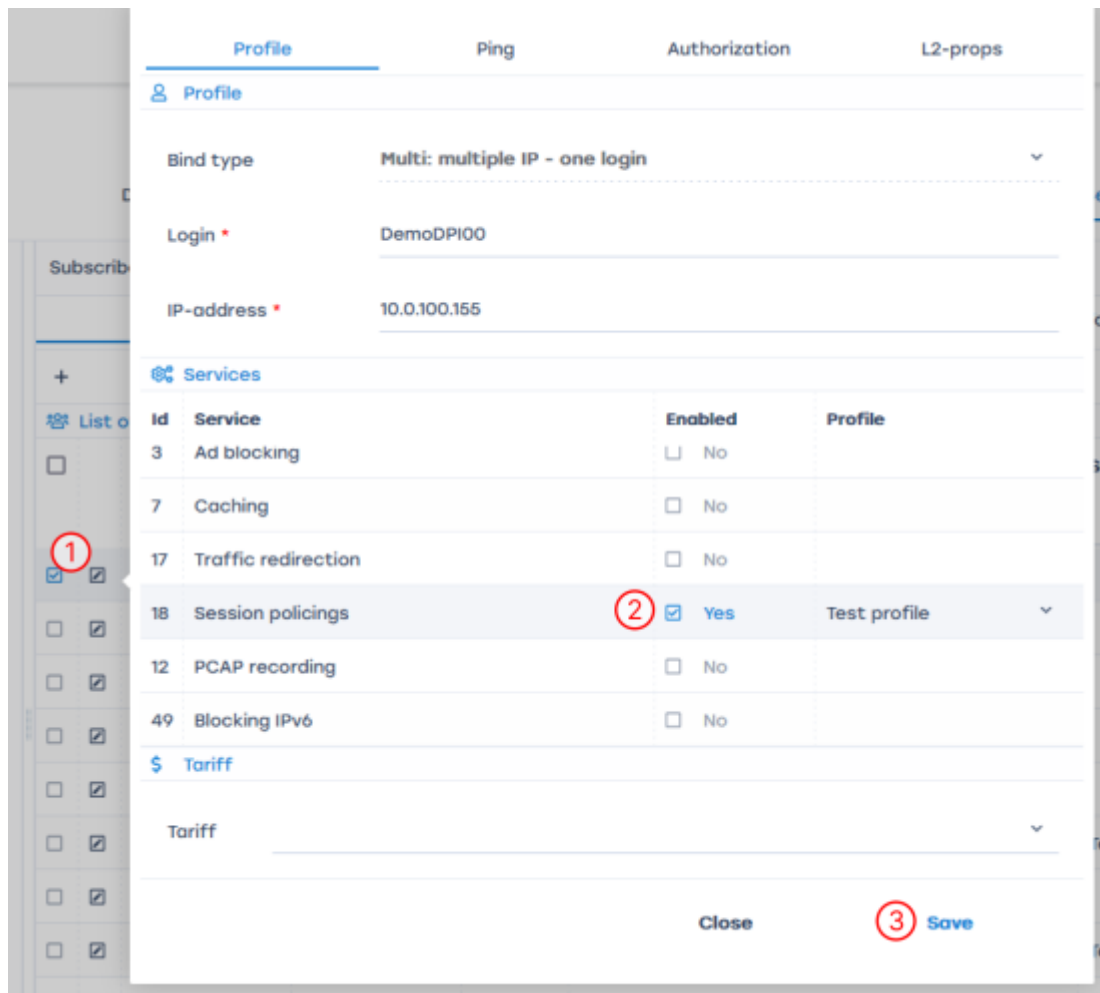 Profile Ping Authorization L2-props
Profile
Bind type Multi: multiple IP - one login
Login * DemoDPI00
Subscrib
IP-address * 10.0.100.155
+ Services
List o Id Service Enabled Profile
3 Ad blocking No
7 Caching No
1 17 Traffic redirection No
18 Session policings 2 Yes Test profile
12 PCAP recording No
49 Blocking IPv6 No
$ Tariff
Tariff
Close 3 Save